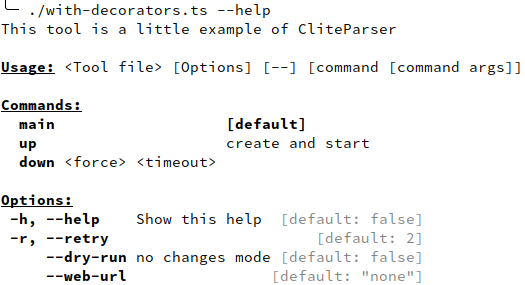 ./with-decorators.ts --help
This tool is a little example of CliteParser
Usage: <Tool file> [Options] [--] [command [command args]]
Commands:
main [default]
up create and start
down <force> <timeout>
Options:
-h, --help Show this help [default: false]
-r, --retry [default: 2]
--dry-run no changes mode [default: false]
--web-url [default: "none"]